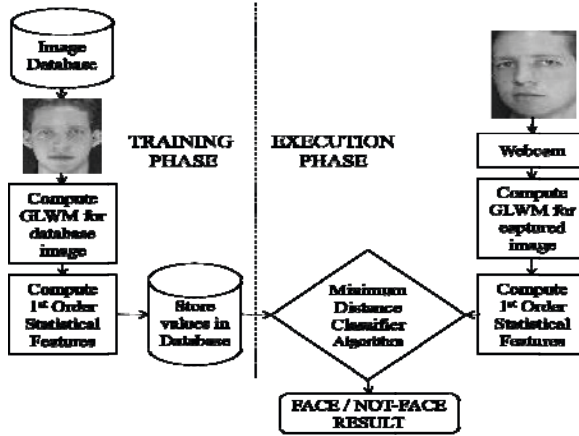 Image
Database
TRAINING
PHASE
EXECUTION
PHASE
Compute
GLWM for
database
image
Compute
1st Order
Statistical
Features
Store
values in
Database
Webcam
Compute
GLWM for
captured
image
Compute
1st Order
Statistical
Features
Minimum
Distance
Classifier
Algorithm
FACE / NOT-FACE
RESULT